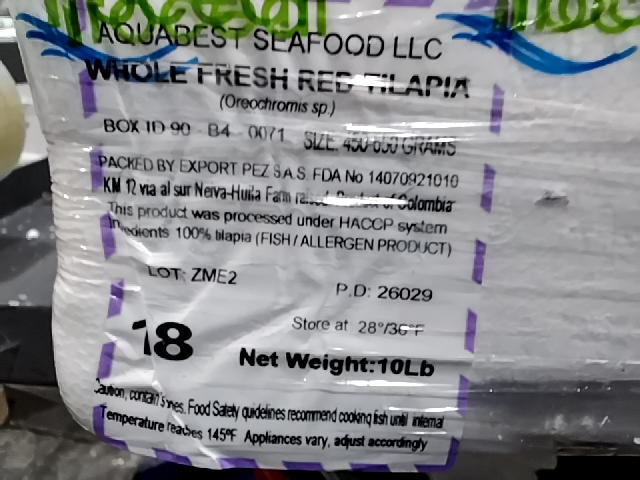 AQUABEST SEAFOOD LLC
WHOLE FRESH RED TILAPIA
(Oreochromis sp.)
BOX ID 90 - B4 - 0071 SIZE: 450-650 GRAMS
PACKED BY EXPORT PEZ S.A.S. FDA No 14070921010
KM 12 via al sur Neiva-Huila Farm raised Product of Colombia
This product was processed under HACCP system
Ingredients 100% tilapia (FISH / ALLERGEN PRODUCT)
LOT: ZME2
P.D: 26029
Store at 28°/36°F
18
Net Weight:10Lb
Caution, contain bones. Food Safety guidelines recommend cooking fish until internal
Temperature reaches 145°F Appliances vary, adjust accordingly